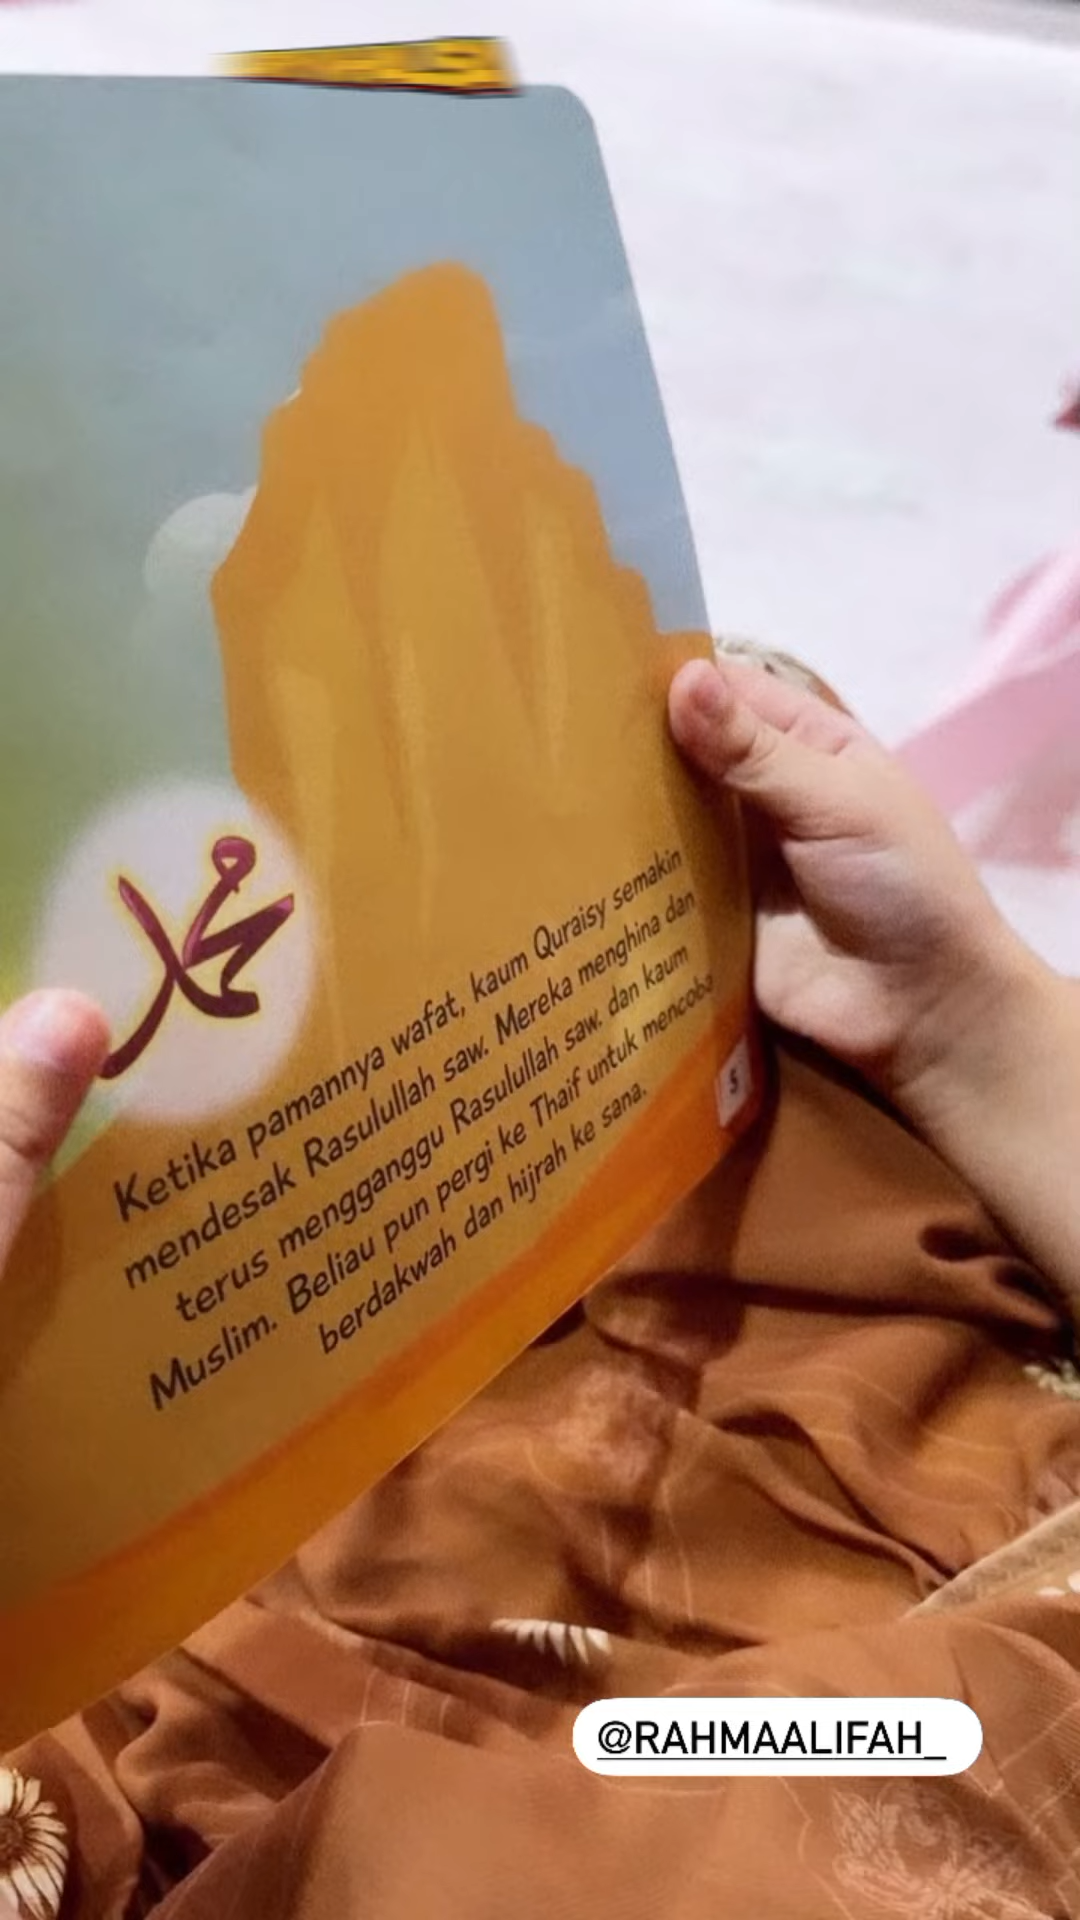 محمد
Ketika pamannya wafat, kaum Quraisy semakin
mendesak Rasulullah saw. Mereka menghina dan
terus mengganggu Rasulullah saw. dan kaum
Muslim. Beliau pun pergi ke Thaif untuk mencoba
berdakwah dan hijrah ke sana.
5
@RAHMAALIFAH_